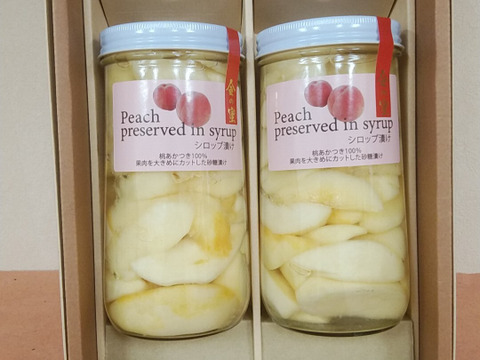 Peach
preserved in syrup
シロップ漬け
桃あかつき100%
果肉を大きめにカットした砂糖漬け
Peach
preserved in syrup
シロップ漬け
桃あかつき100%
果肉を大きめにカットした砂糖漬け